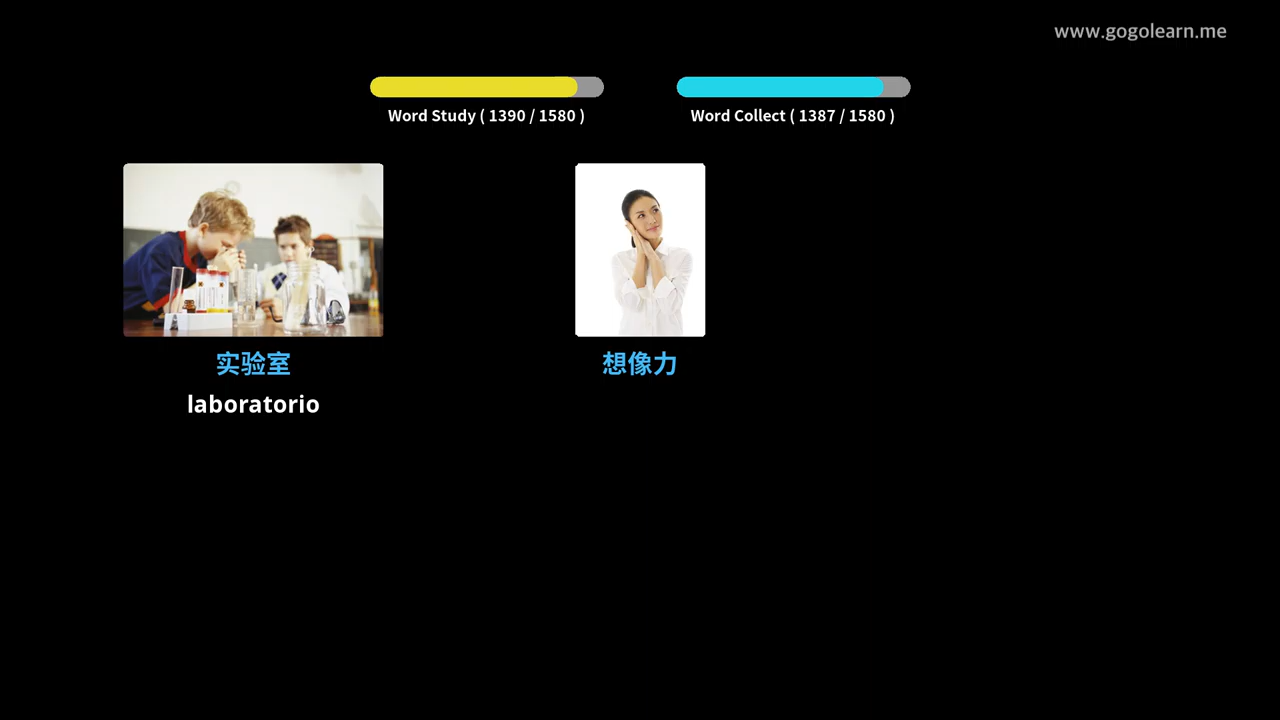 www.gogolearn.me
Word Study ( 1390 / 1580 )
Word Collect ( 1387 / 1580 )
实验室
laboratorio
想像力